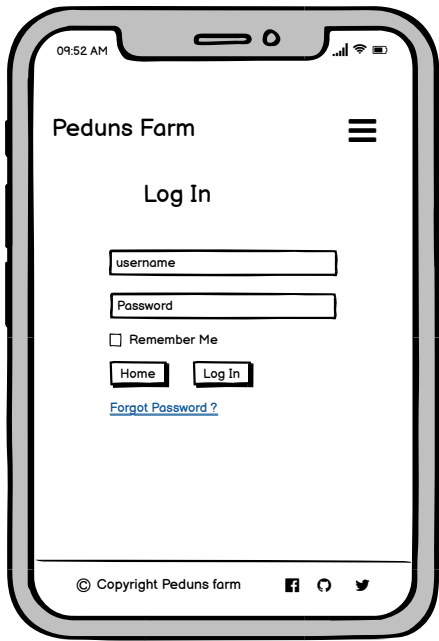 09:52 AM
Peduns Farm
Log In
username
Password
Remember Me
Home Log In
Forgot Password ?
© Copyright Peduns farm